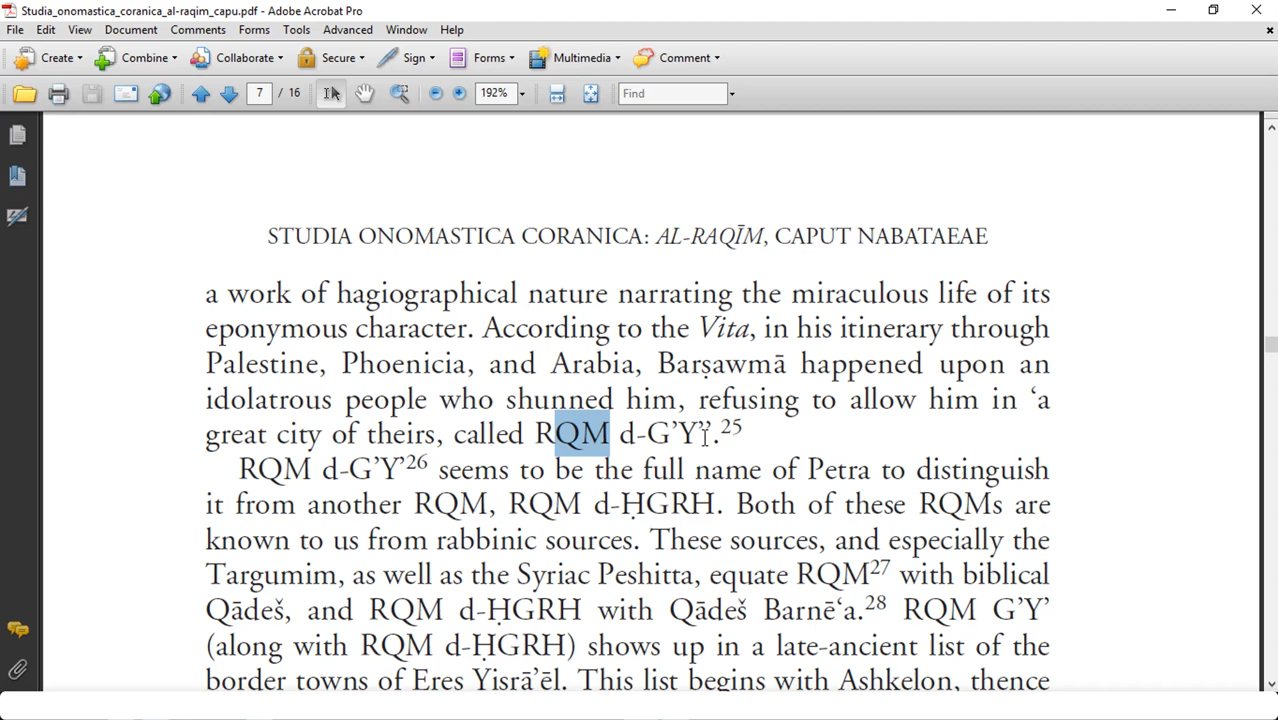 Studia_onomastica_coranica_al-raqim_capu.pdf - Adobe Acrobat Pro
File Edit View Document Comments Forms Tools Advanced Window Help
Create Combine Collaborate Secure Sign Forms Multimedia Comment
7 / 16 192% Find
STUDIA ONOMASTICA CORANICA: AL-RAQĪM, CAPUT NABATAEAE
a work of hagiographical nature narrating the miraculous life of its
eponymous character. According to the Vita, in his itinerary through
Palestine, Phoenicia, and Arabia, Barṣawmā happened upon an
idolatrous people who shunned him, refusing to allow him in ‘a
great city of theirs, called RQM d-G’Y’’.25
RQM d-G’Y’26 seems to be the full name of Petra to distinguish
it from another RQM, RQM d-ḤGRH. Both of these RQMs are
known to us from rabbinic sources. These sources, and especially the
Targumim, as well as the Syriac Peshitta, equate RQM27 with biblical
Qādeš, and RQM d-ḤGRH with Qādeš Barnē‘a.28 RQM G’Y’
(along with RQM d-ḤGRH) shows up in a late-ancient list of the
border towns of Eres Yisrā’ēl. This list begins with Ashkelon, thence